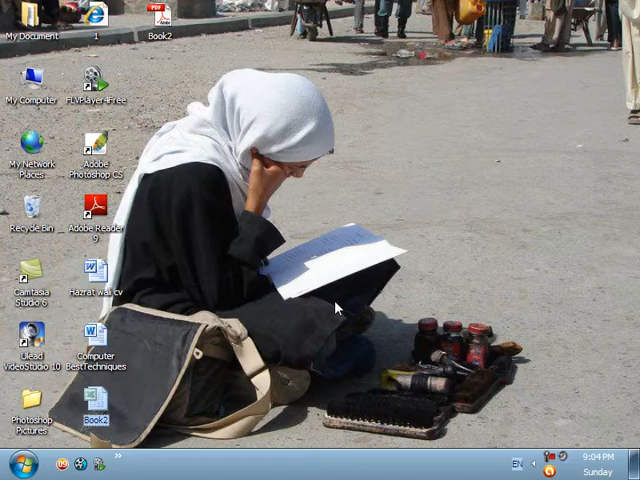 My Document
1
Book2
My Computer
FLVPlayer4Free
My Network
Places
Adobe
Photoshop CS
Recycle Bin
Adobe Reader
9
Camtasia
Studio 6
Hazrat wali cv
Ulead
VideoStudio 10
Computer
BestTechniques
Photoshop
Pictures
Book2
09
EN
9:04 PM
Sunday